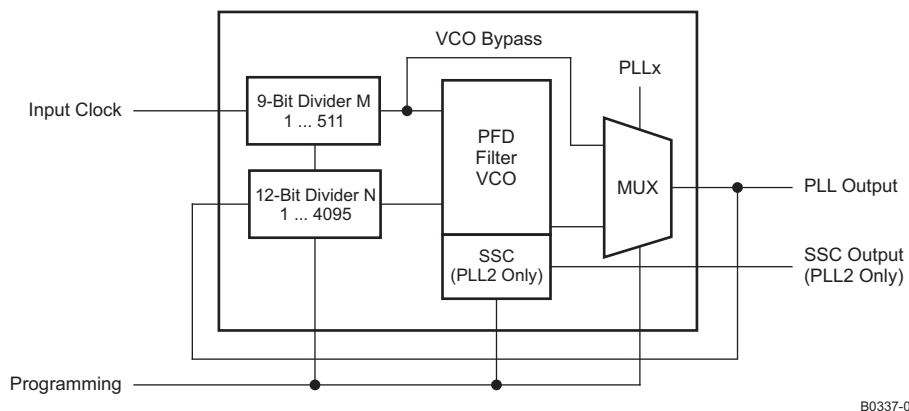 VCO Bypass
PLLx
Input Clock
9-Bit Divider M
1 ... 511
PFD
Filter
VCO
MUX
12-Bit Divider N
1 ... 4095
PLL Output
SSC
(PLL2 Only)
SSC Output
(PLL2 Only)
Programming
B0337-0